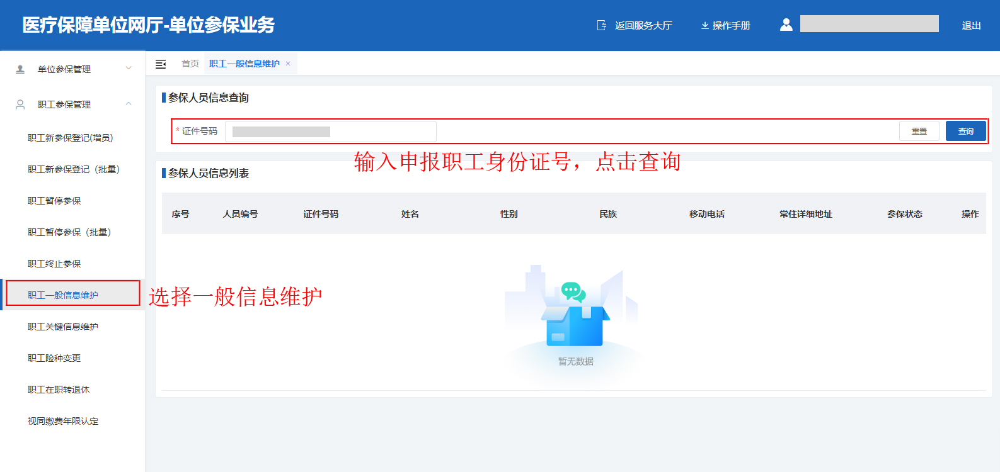 医疗保障单位网厅-单位参保业务
返回服务大厅
操作手册
退出
单位参保管理
职工参保管理
职工新参保登记(增员)
职工新参保登记（批量）
职工暂停参保
职工暂停参保（批量）
职工终止参保
职工一般信息维护
选择一般信息维护
职工关键信息维护
职工险种变更
职工在职转退休
视同缴费年限认定
首页
职工一般信息维护 ×
参保人员信息查询
* 证件号码
重置
查询
输入申报职工身份证号，点击查询
参保人员信息列表
序号 人员编号 证件号码 姓名 性别 民族 移动电话 常住详细地址 参保状态 操作
暂无数据